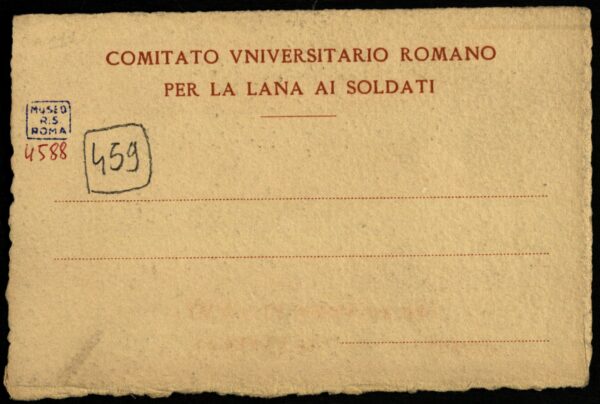 COMITATO VNIVERSITARIO ROMANO
PER LA LANA AI SOLDATI
MUSEO
R.S.
ROMA
4588
459